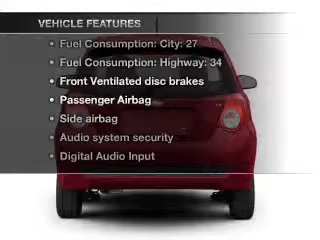 VEHICLE FEATURES
• Fuel Consumption: City: 27
• Fuel Consumption: Highway: 34
• Front Ventilated disc brakes
• Passenger Airbag
• Side airbag
• Audio system security
• Digital Audio Input